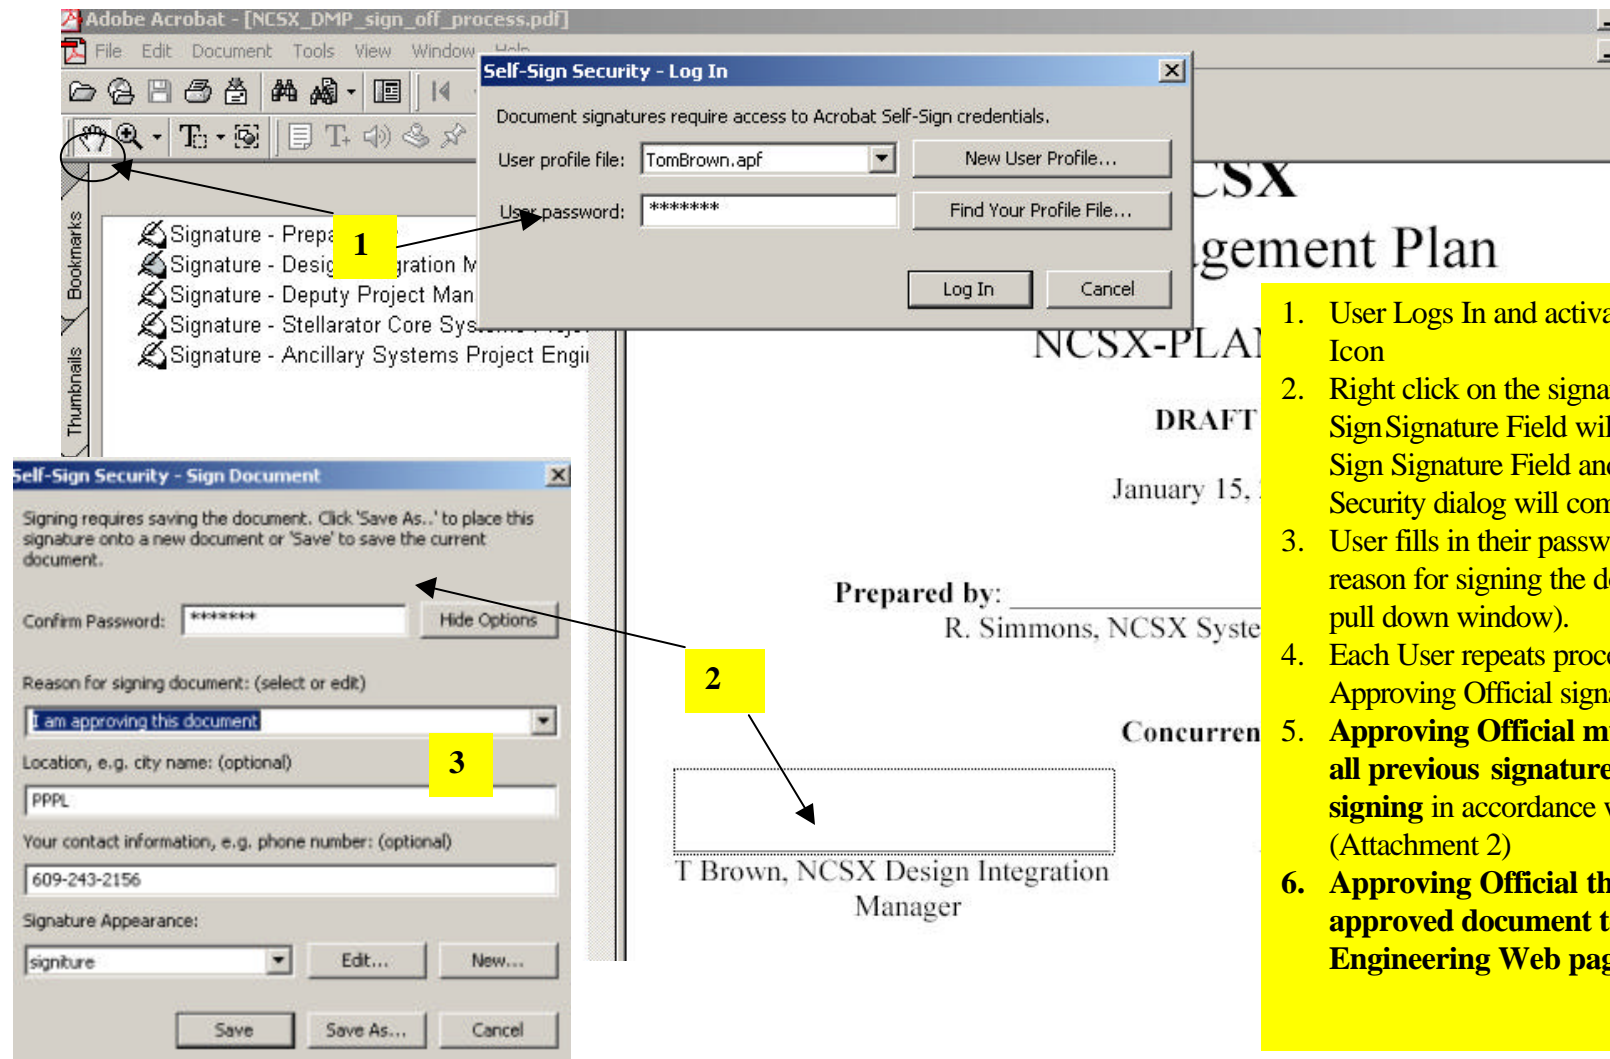 Adobe Acrobat - [NCSX_DMP_sign_off_process.pdf]
File Edit Document Tools View Window Help
Self-Sign Security - Log In
Document signatures require access to Acrobat Self-Sign credentials.
User profile file: TomBrown.apf New User Profile...
User password: ******* Find Your Profile File...
Log In Cancel
1
Bookmarks
Thumbnails
Signature - Prepa
Signature - Desig gration M
Signature - Deputy Project Man
Signature - Stellarator Core Systems Projec
Signature - Ancillary Systems Project Engi
CSX
gement Plan
NCSX-PLA
DRAFT
January 15,
Prepared by:
R. Simmons, NCSX Syste
Concurren
T Brown, NCSX Design Integration
Manager
2
Self-Sign Security - Sign Document
Signing requires saving the document. Click 'Save As..' to place this
signature onto a new document or 'Save' to save the current
document.
Confirm Password: ******* Hide Options
Reason for signing document: (select or edit)
I am approving this document
3
Location, e.g. city name: (optional)
PPPL
Your contact information, e.g. phone number: (optional)
609-243-2156
Signature Appearance:
signiture Edit... New...
Save Save As... Cancel
1. User Logs In and activa
Icon
2. Right click on the signa
Sign Signature Field wil
Sign Signature Field and
Security dialog will com
3. User fills in their passw
reason for signing the do
pull down window).
4. Each User repeats proce
Approving Official signa
5. Approving Official mu
all previous signature
signing in accordance w
(Attachment 2)
6. Approving Official th
approved document t
Engineering Web pag